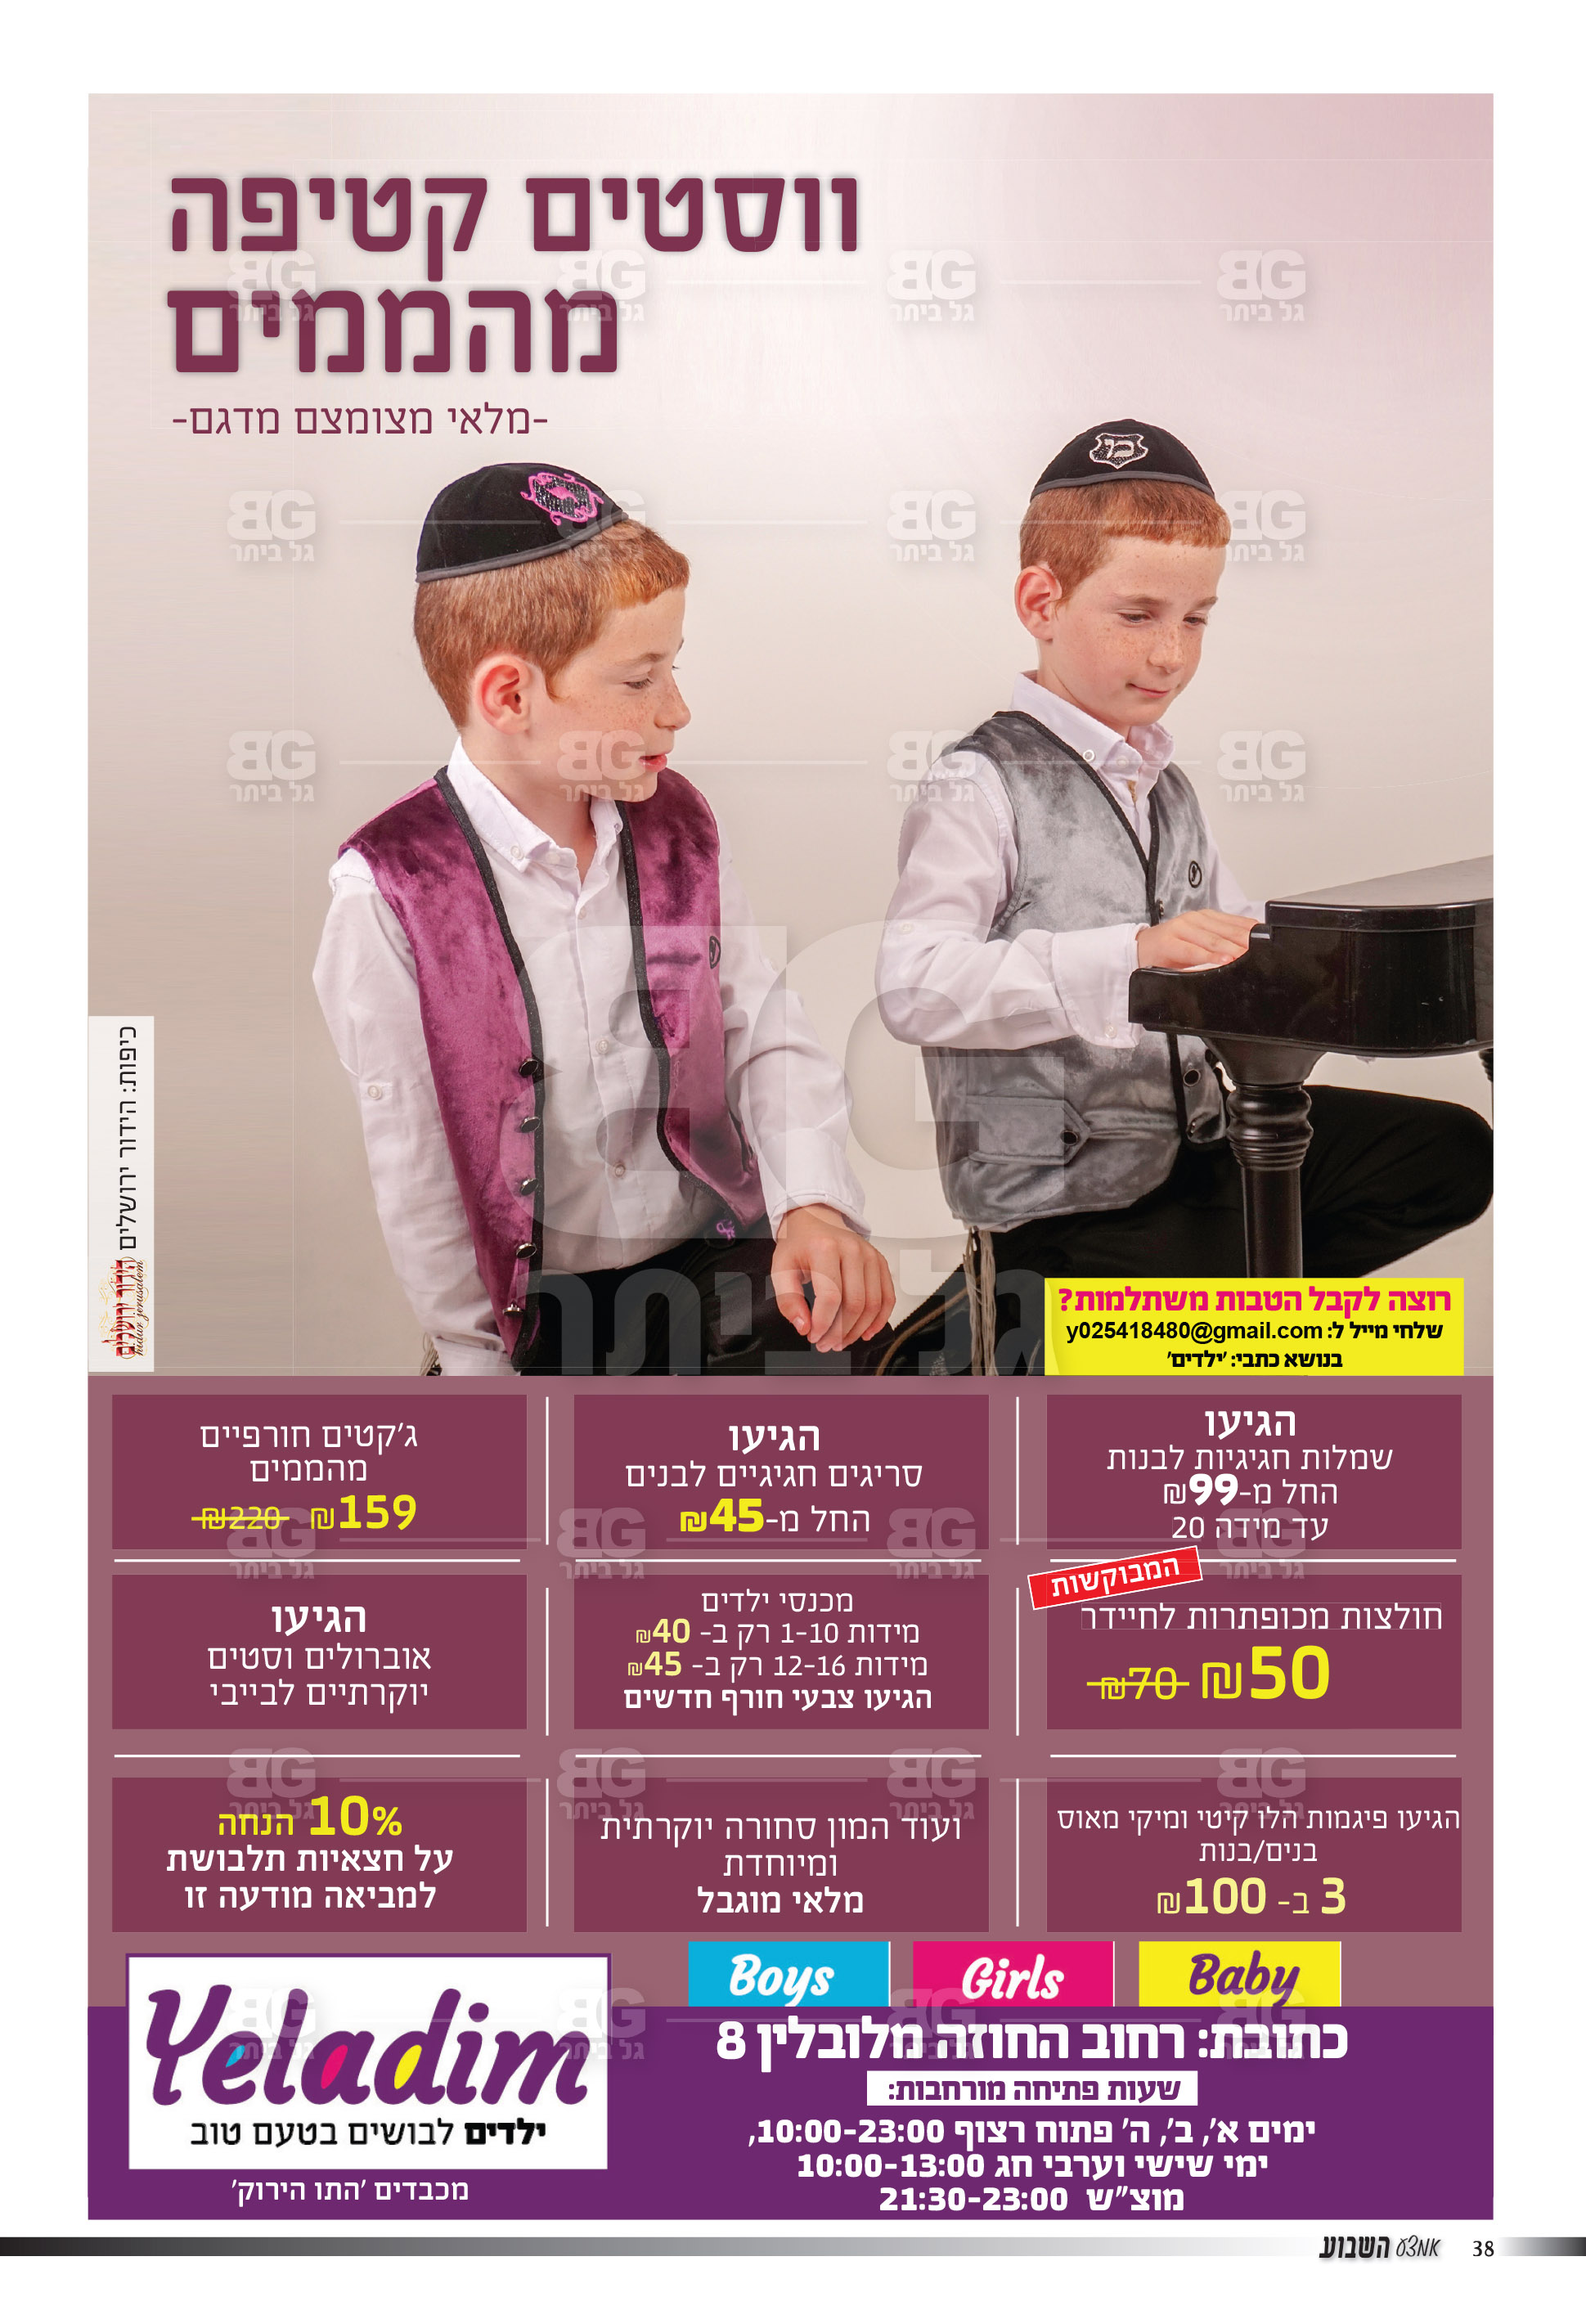 ווסטים קטיפה
מהממים
-מלאי מצומצם מדגם-
כיפות: הידור ירושלים
הידור ירושלים
hidur jerusalem
רוצה לקבל הטבות משתלמות?
שלחי מייל ל: y025418480@gmail.com
בנושא כתבי: 'ילדים'
הגיעו
שמלות חגיגיות לבנות
החל מ-99₪
עד מידה 20
הגיעו
סריגים חגיגיים לבנים
החל מ-45₪
ג'קטים חורפיים
מהממים
159₪ 220₪
המבוקשות
חולצות מכופתרות לחיידר
50₪ 70₪
מכנסי ילדים
מידות 1-10 רק ב- 40₪
מידות 12-16 רק ב- 45₪
הגיעו צבעי חורף חדשים
הגיעו
אוברולים וסטים
יוקרתיים לבייבי
הגיעו פיגמות הלו קיטי ומיקי מאוס
בנים/בנות
3 ב- 100₪
ועוד המון סחורה יוקרתית
ומיוחדת
מלאי מוגבל
10% הנחה
על חצאיות תלבושת
למביאה מודעה זו
Boys Girls Baby
Yeladim
ילדים לבושים בטעם טוב
מכבדים 'התו הירוק'
כתובת: רחוב החוזה מלובלין 8
שעות פתיחה מורחבות:
ימים א', ב', ה' פתוח רצוף 10:00-23:00,
ימי שישי וערבי חג 10:00-13:00
מוצ"ש 21:30-23:00
BG
גל ביתר
38 אמצע השבוע